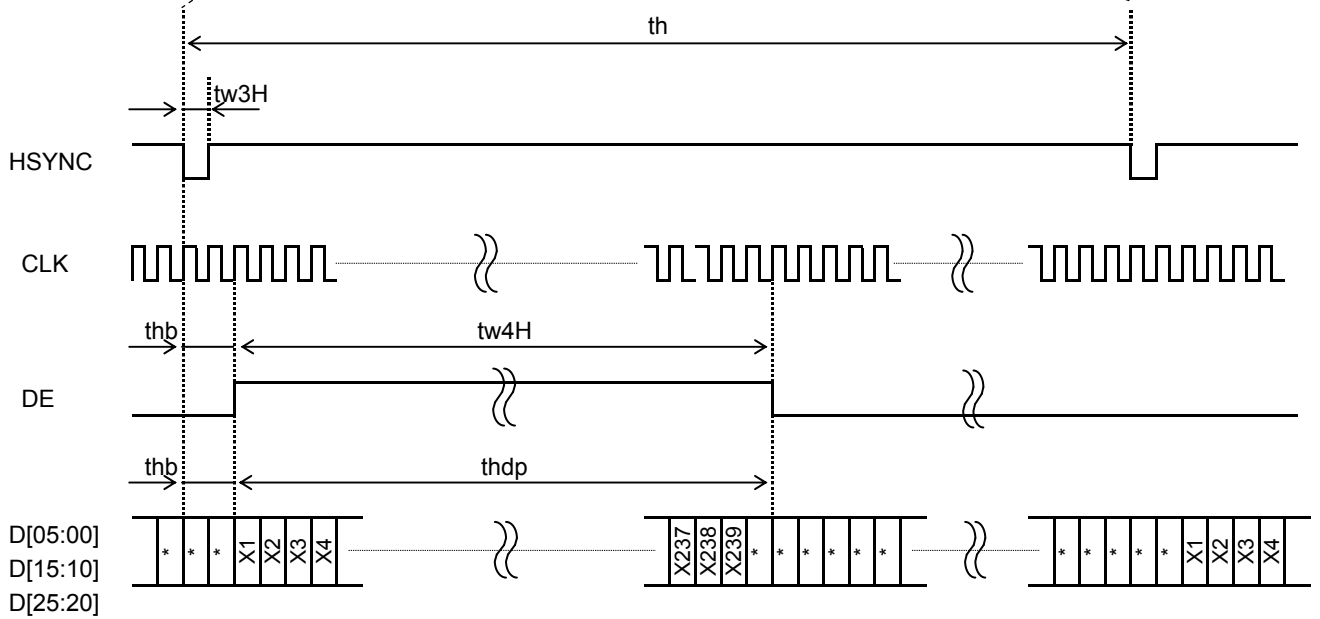 th
tw3H
HSYNC
CLK
thb tw4H
DE
thb thdp
D[05:00]
D[15:10]
D[25:20]
* * * X1 X2 X3 X4 X237 X238 X239 * * * * * * * * * * * X1 X2 X3 X4